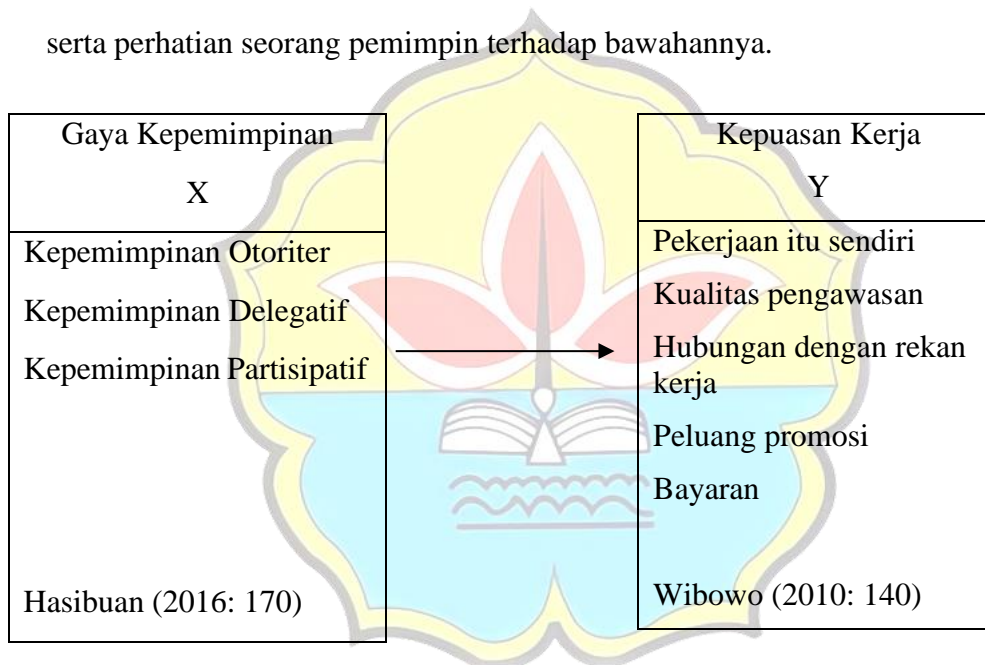 serta perhatian seorang pemimpin terhadap bawahannya.
Gaya Kepemimpinan
X
Kepemimpinan Otoriter
Kepemimpinan Delegatif
Kepemimpinan Partisipatif
Hasibuan (2016: 170)
Kepuasan Kerja
Y
Pekerjaan itu sendiri
Kualitas pengawasan
Hubungan dengan rekan
kerja
Peluang promosi
Bayaran
Wibowo (2010: 140)